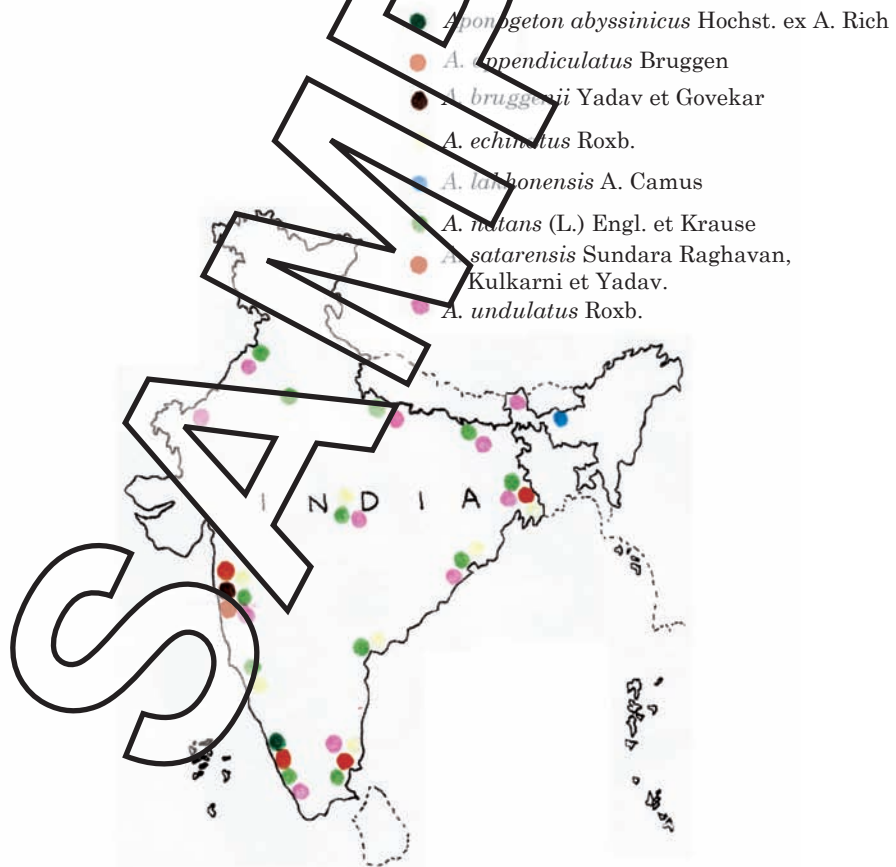 Aponogeton abyssinicus Hochst. ex A. Rich
A. appendiculatus Bruggen
A. bruggenii Yadav et Govekar
A. echinatus Roxb.
A. lakhonensis A. Camus
A. natans (L.) Engl. et Krause
A. satarensis Sundara Raghavan,
Kulkarni et Yadav.
A. undulatus Roxb.
INDIA
SAMP